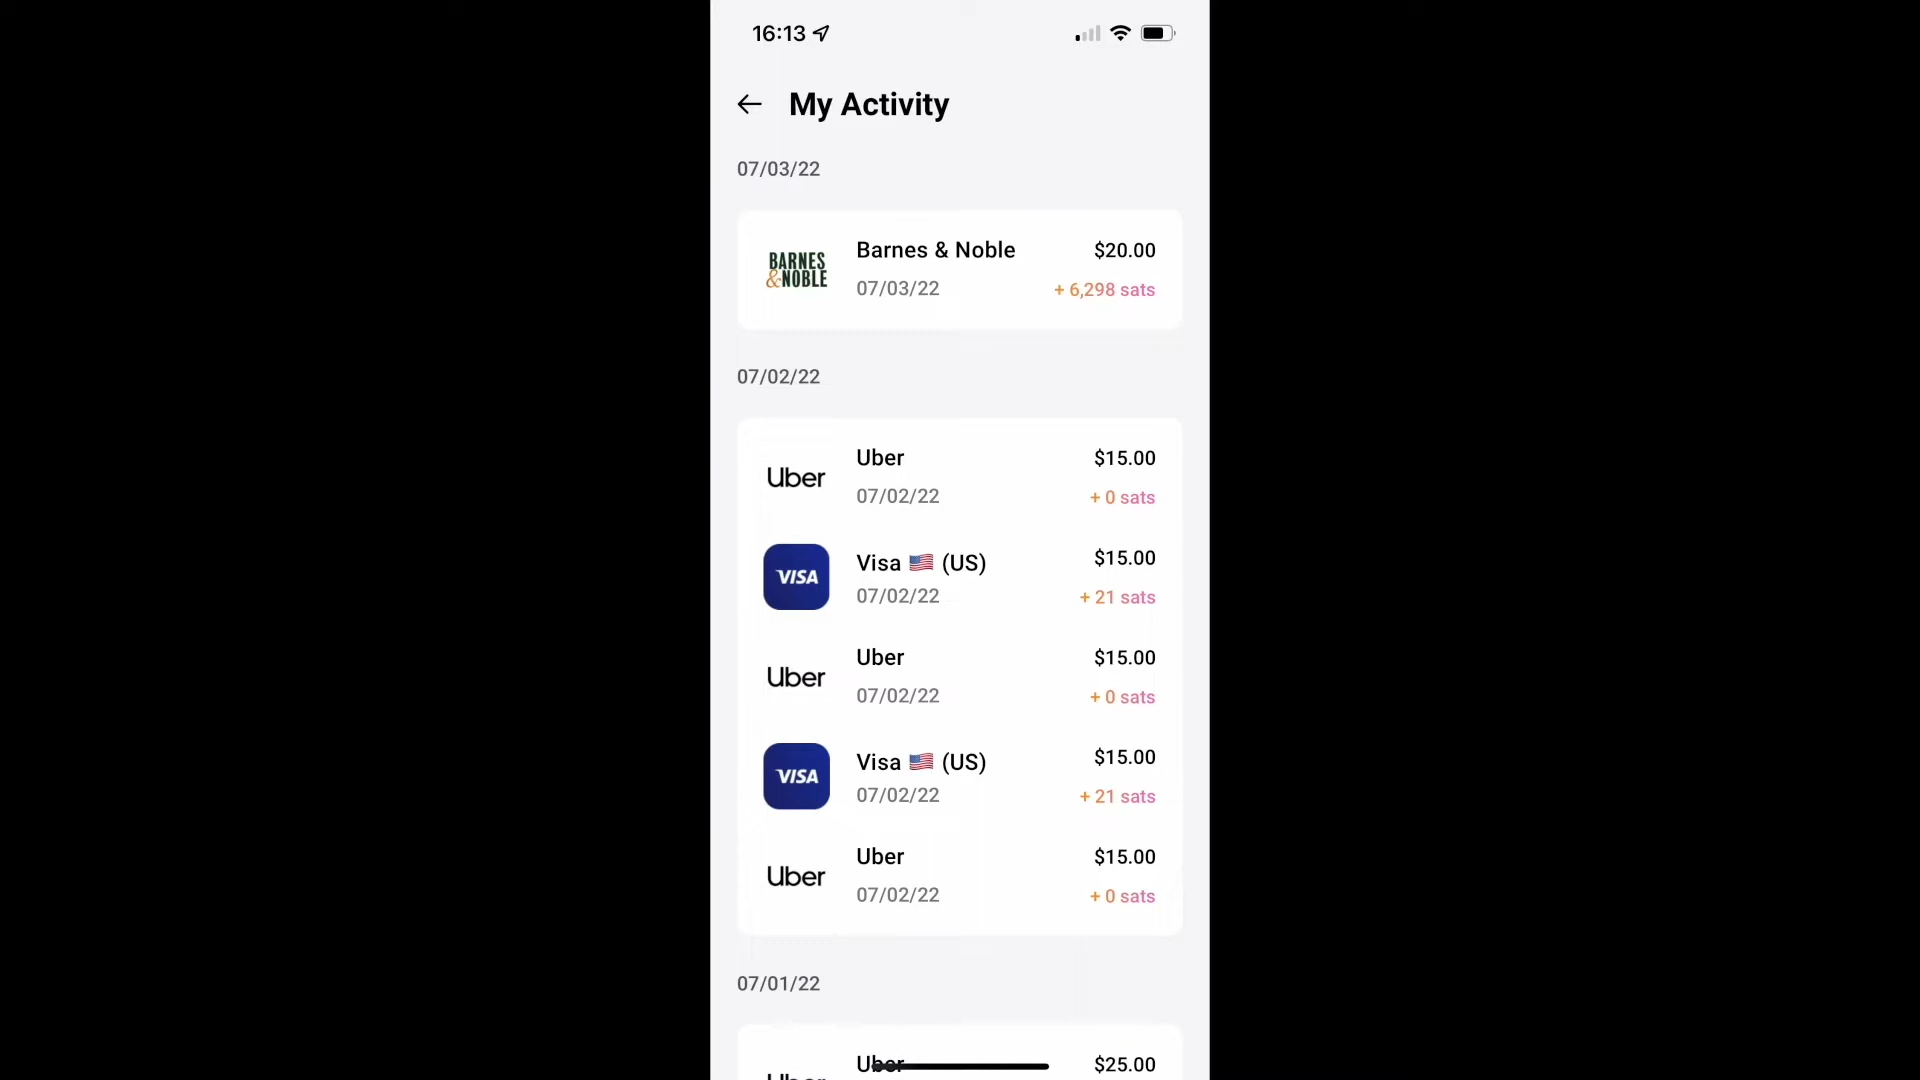 16:13
My Activity
07/03/22
BARNES
&NOBLE
Barnes & Noble
$20.00
07/03/22
+ 6,298 sats
07/02/22
Uber
Uber
$15.00
07/02/22
+ 0 sats
VISA
Visa 🇺🇸 (US)
$15.00
07/02/22
+ 21 sats
Uber
Uber
$15.00
07/02/22
+ 0 sats
VISA
Visa 🇺🇸 (US)
$15.00
07/02/22
+ 21 sats
Uber
Uber
$15.00
07/02/22
+ 0 sats
07/01/22
Uber
Uber
$25.00